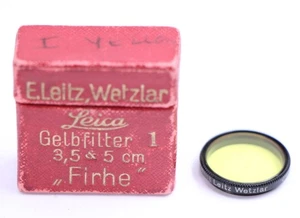 E. Leitz, Wetzlar
Leica
Gelbfilter 1
3,5 & 5 cm
„Firhe"
E. Leitz Wetzlar